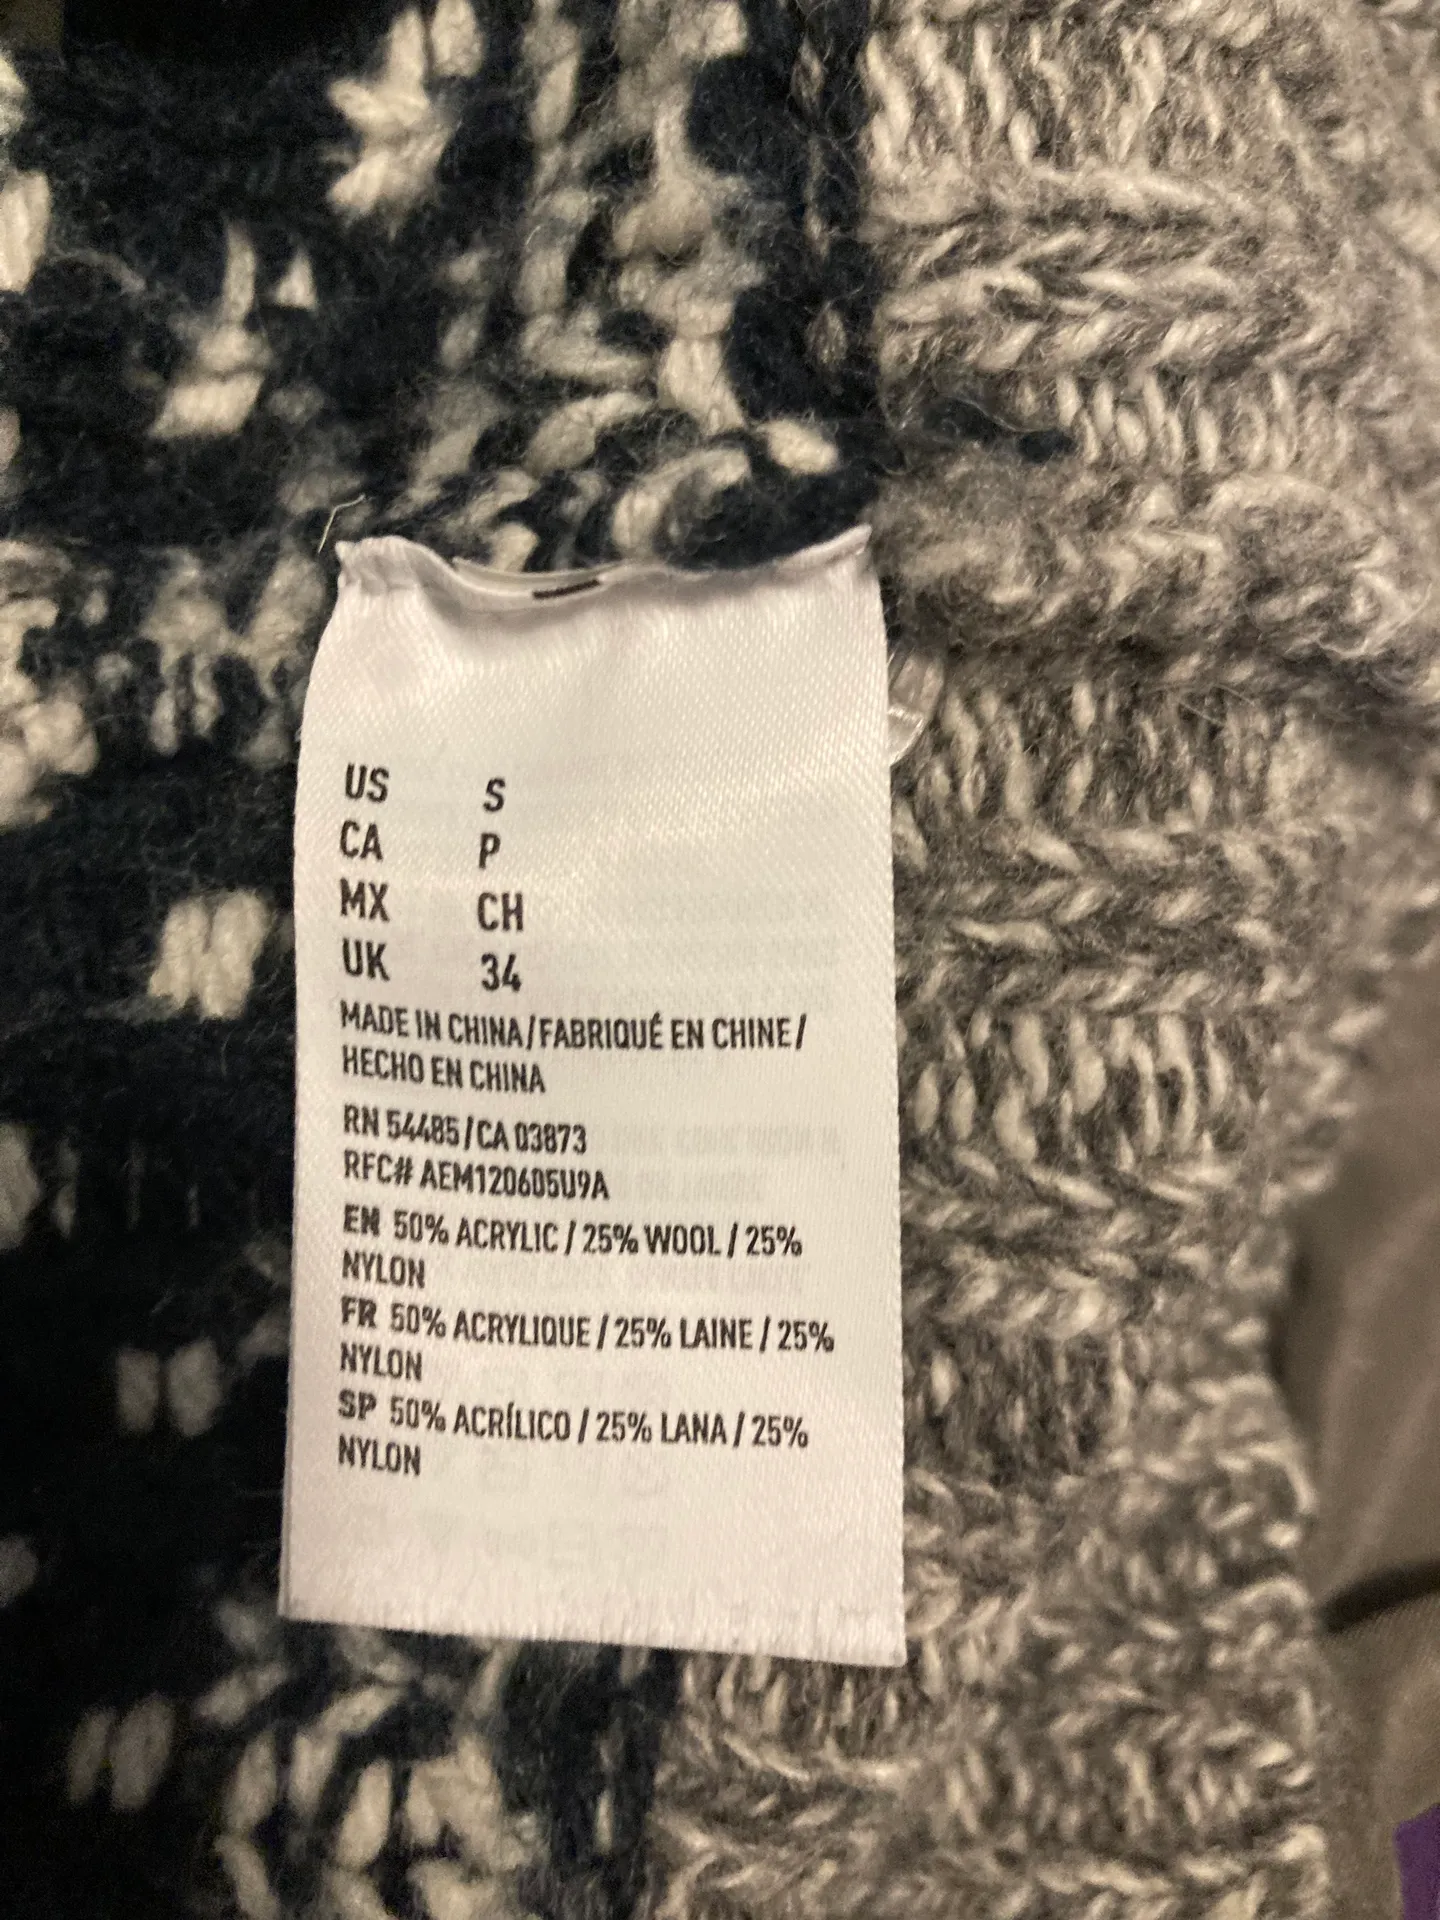 US S
CA P
MX CH
UK 34
MADE IN CHINA/FABRIQUÉ EN CHINE/
HECHO EN CHINA
RN 54485/CA 03873
RFC# AEM120605U9A
EN 50% ACRYLIC / 25% WOOL / 25%
NYLON
FR 50% ACRYLIQUE / 25% LAINE / 25%
NYLON
SP 50% ACRÍLICO / 25% LANA / 25%
NYLON